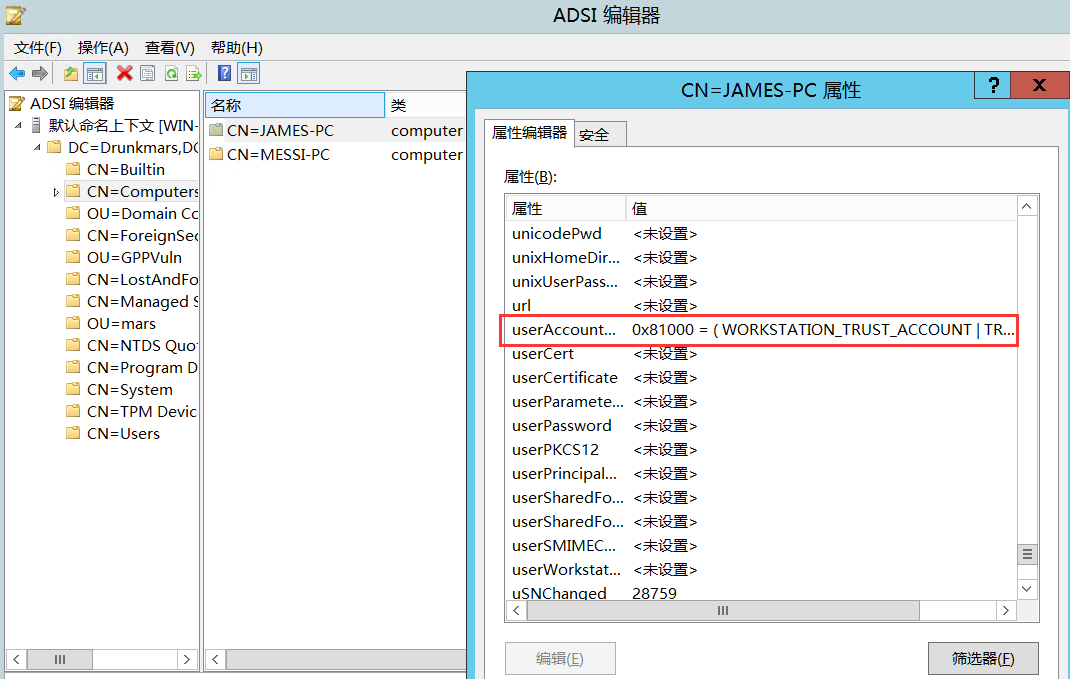 ADSI 编辑器
文件(F) 操作(A) 查看(V) 帮助(H)
ADSI 编辑器
默认命名上下文 [WIN-
DC=Drunkmars,DC
CN=Builtin
CN=Computers
OU=Domain Co
CN=ForeignSec
OU=GPPVuln
CN=LostAndFo
CN=Managed S
OU=mars
CN=NTDS Quot
CN=Program D
CN=System
CN=TPM Devic
CN=Users
名称 类
CN=JAMES-PC computer
CN=MESSI-PC computer
CN=JAMES-PC 属性
属性编辑器 安全
属性(B):
属性 值
unicodePwd <未设置>
unixHomeDir... <未设置>
unixUserPass... <未设置>
url <未设置>
userAccount... 0x81000 = ( WORKSTATION_TRUST_ACCOUNT | TR...
userCert <未设置>
userCertificate <未设置>
userParamete... <未设置>
userPassword <未设置>
userPKCS12 <未设置>
userPrincipal... <未设置>
userSharedFo... <未设置>
userSharedFo... <未设置>
userSMIMEC... <未设置>
userWorkstat... <未设置>
uSNChanged 28759
编辑(E) 筛选器(F)